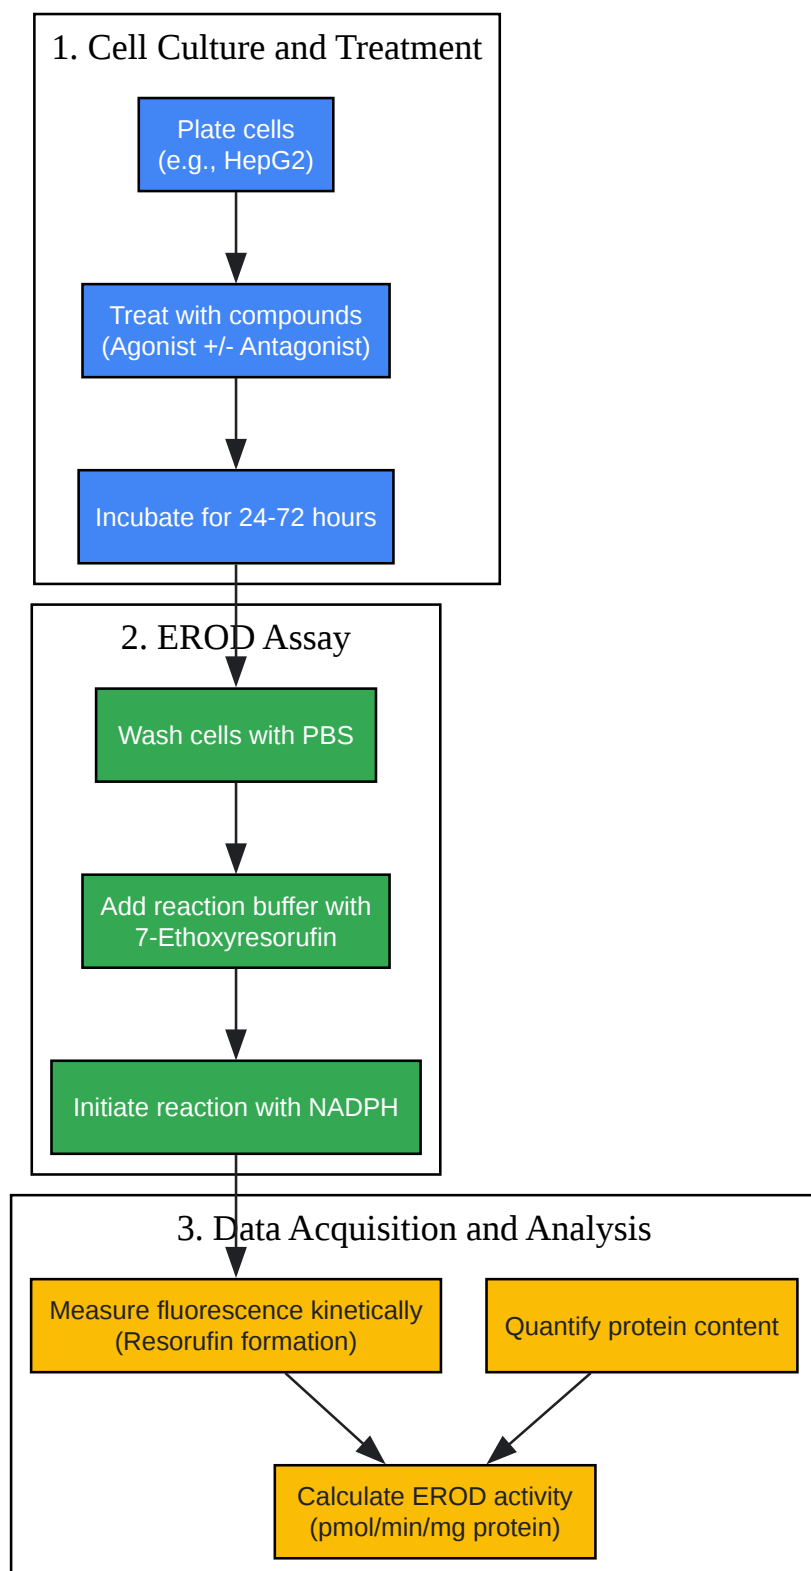 1. Cell Culture and Treatment
Plate cells
(e.g., HepG2)
Treat with compounds
(Agonist +/- Antagonist)
Incubate for 24-72 hours
2. EROD Assay
Wash cells with PBS
Add reaction buffer with
7-Ethoxyresorufin
Initiate reaction with NADPH
3. Data Acquisition and Analysis
Measure fluorescence kinetically
(Resorufin formation)
Quantify protein content
Calculate EROD activity
(pmol/min/mg protein)